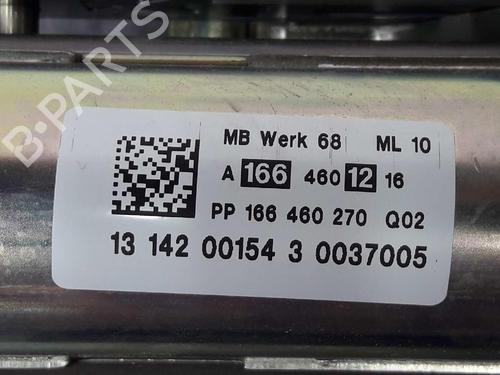 B-PARTS
MB Werk 68 ML 10
A 166 460 12 16
PP 166 460 270 Q02
13 142 00154 3 0037005